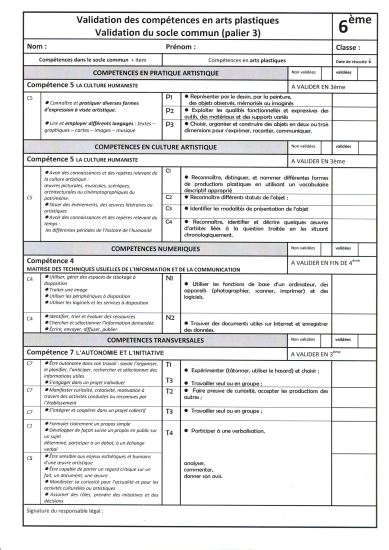 Validation des compétences en arts plastiques
Validation du socle commun (palier 3)
6ème
Nom :
Prénom :
Classe :
Compétences dans le socle commun + item
Compétences en arts plastiques
COMPETENCES EN PRATIQUE ARTISTIQUE
Non validées
validées
Compétence 5 LA CULTURE HUMANISTE
A VALIDER EN 3ème
C5
● Connaître et pratiquer diverses formes
d'expression à visée artistique.
● Lire et employer différents langages : textes –
graphiques – cartes – images – musique
P1
● Représenter par le dessin, par la peinture,
des objets observés, mémorisés ou imaginés
P2
● Exploiter les qualités fonctionnelles et expressives des
outils, des matériaux et des supports variés
P3
● Choisir, organiser et construire des objets en deux ou trois
dimensions pour s'exprimer, raconter, communiquer.
COMPETENCES EN CULTURE ARTISTIQUE
Non validées
validées
Compétence 5 LA CULTURE HUMANISTE
A VALIDER EN 3ème
C5
● Avoir des connaissances et des repères relevant de
la culture artistique :
œuvres picturales, musicales, scéniques,
architecturales ou cinématographiques du
patrimoine.
● Situer des événements, des œuvres littéraires ou
artistiques
● Avoir des connaissances et des repères relevant du
temps :
les différentes périodes de l'histoire de l'humanité
C1
● Reconnaître, distinguer, et nommer différentes formes
de productions plastiques en utilisant un vocabulaire
descriptif approprié
C2
● Reconnaître différents statuts de l'objet ;
C3
● Identifier les modalités de présentation de l'objet
C4
● Reconnaître, identifier et décrire quelques œuvres
d'artistes liées à la question traitée en les situant
chronologiquement.
COMPETENCES NUMERIQUES
Non validées
validées
Compétence 4
MAITRISE DES TECHNIQUES USUELLES DE L'INFORMATION ET DE LA COMMUNICATION
A VALIDER EN FIN DE 4ème
C4
● Utiliser, gérer des espaces de stockage à
disposition
● Traiter une image
● Utiliser les périphériques à disposition
● Utiliser les logiciels et les services à disposition
N1
● Utiliser les fonctions de base d'un ordinateur, des
appareils (photographier, scanner, imprimer) et des
logiciels.
C4
● Identifier, trier et évaluer des ressources
● Chercher et sélectionner l'information demandée
● Ecrire, envoyer, diffuser, publier
N2
● Trouver des documents utiles sur Internet et enregistrer
des données.
COMPETENCES TRANSVERSALES
Non validées
validées
Compétence 7 L'AUTONOMIE ET L'INITIATIVE
A VALIDER EN 3ème
C7
● Être autonome dans son travail : savoir l'organiser,
le planifier, l'anticiper, rechercher et sélectionner des
informations utiles
● S'engager dans un projet individuel
T1
● Expérimenter (tâtonner, utiliser le hasard) et choisir ;
T3
● Travailler seul ou en groupe ;
C7
● Manifester curiosité, créativité, motivation à
travers des activités conduites ou reconnues par
l'établissement
T2
● Faire preuve de curiosité, accepter les productions des
autres ;
C7
● S'intégrer et coopérer dans un projet collectif
T3
● Travailler seul ou en groupe ;
C1
● Formuler clairement un propos simple
● Développer de façon suivie un propos en public sur
un sujet
déterminé, participer à un débat, à un échange
verbal
T4
● Participer à une verbalisation,
C5
● Être sensible aux enjeux esthétiques et humains
d'une œuvre artistique
● Être capable de porter un regard critique sur un
fait, un document, une œuvre
● Manifester sa curiosité pour l'actualité et pour les
activités culturelles ou artistiques
● Assumer des rôles, prendre des initiatives et des
décisions
analyser,
commenter,
donner son avis.
Signature du responsable légal :